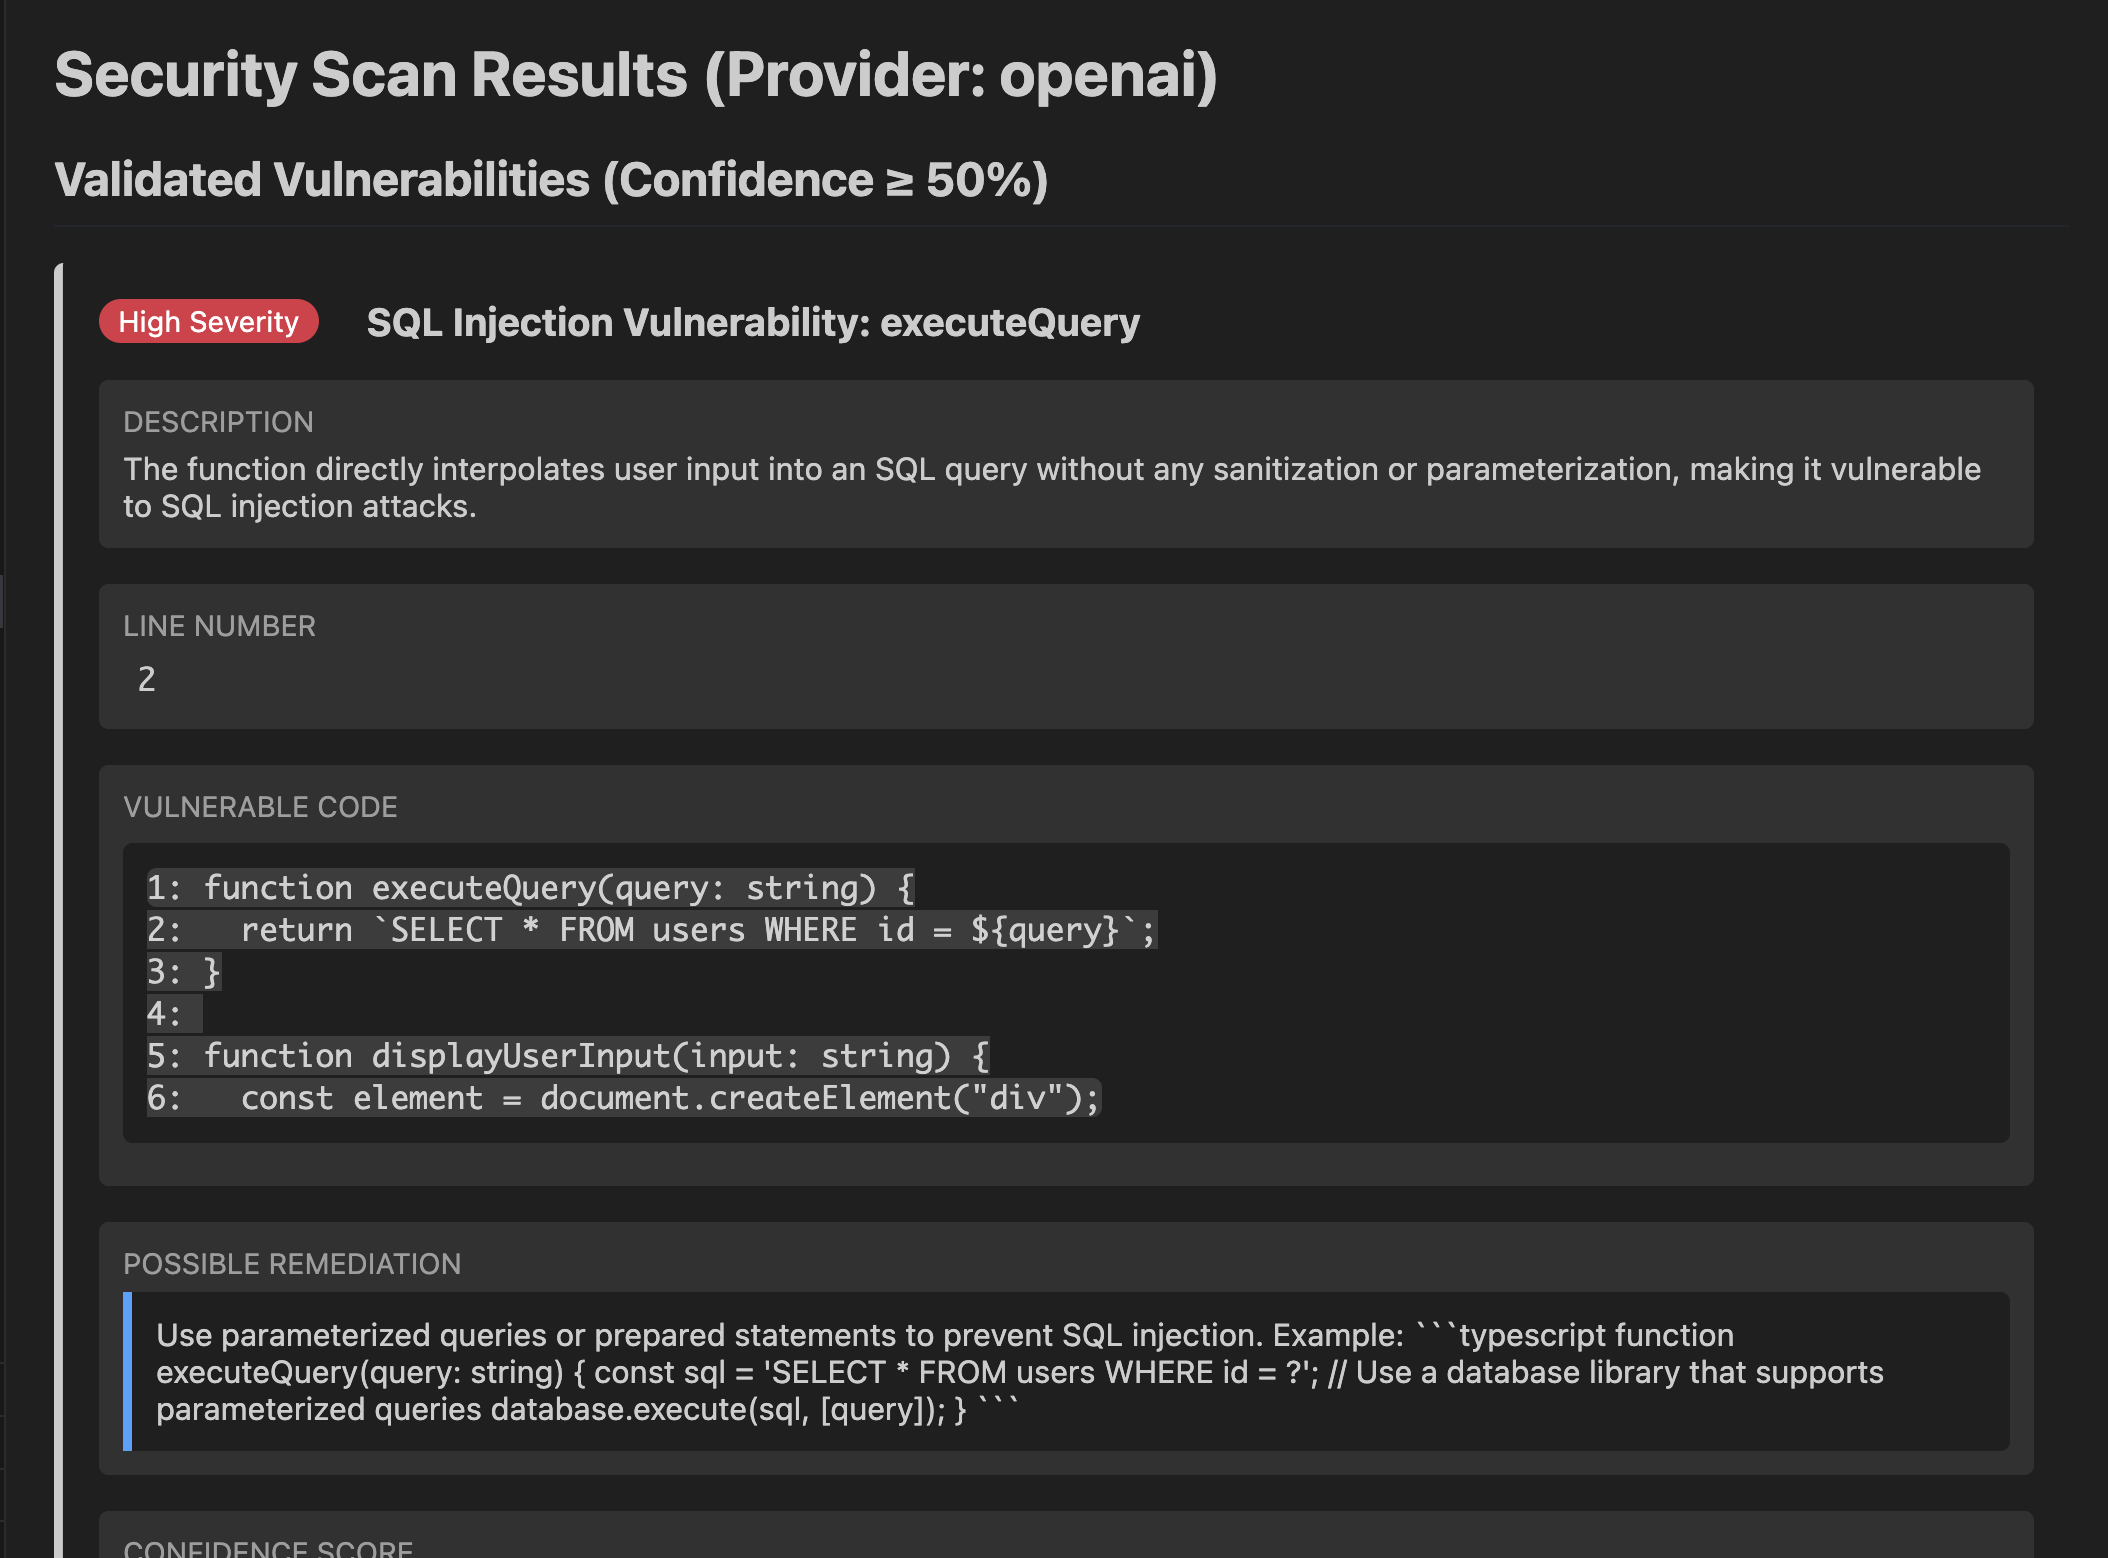 Security Scan Results (Provider: openai)
Validated Vulnerabilities (Confidence ≥ 50%)
High Severity SQL Injection Vulnerability: executeQuery
DESCRIPTION
The function directly interpolates user input into an SQL query without any sanitization or parameterization, making it vulnerable
to SQL injection attacks.
LINE NUMBER
2
VULNERABLE CODE
1: function executeQuery(query: string) {
2:   return `SELECT * FROM users WHERE id = ${query}`;
3: }
4:
5: function displayUserInput(input: string) {
6:   const element = document.createElement("div");
POSSIBLE REMEDIATION
Use parameterized queries or prepared statements to prevent SQL injection. Example: ```typescript function
executeQuery(query: string) { const sql = 'SELECT * FROM users WHERE id = ?'; // Use a database library that supports
parameterized queries database.execute(sql, [query]); } ```
CONFIDENCE SCORE